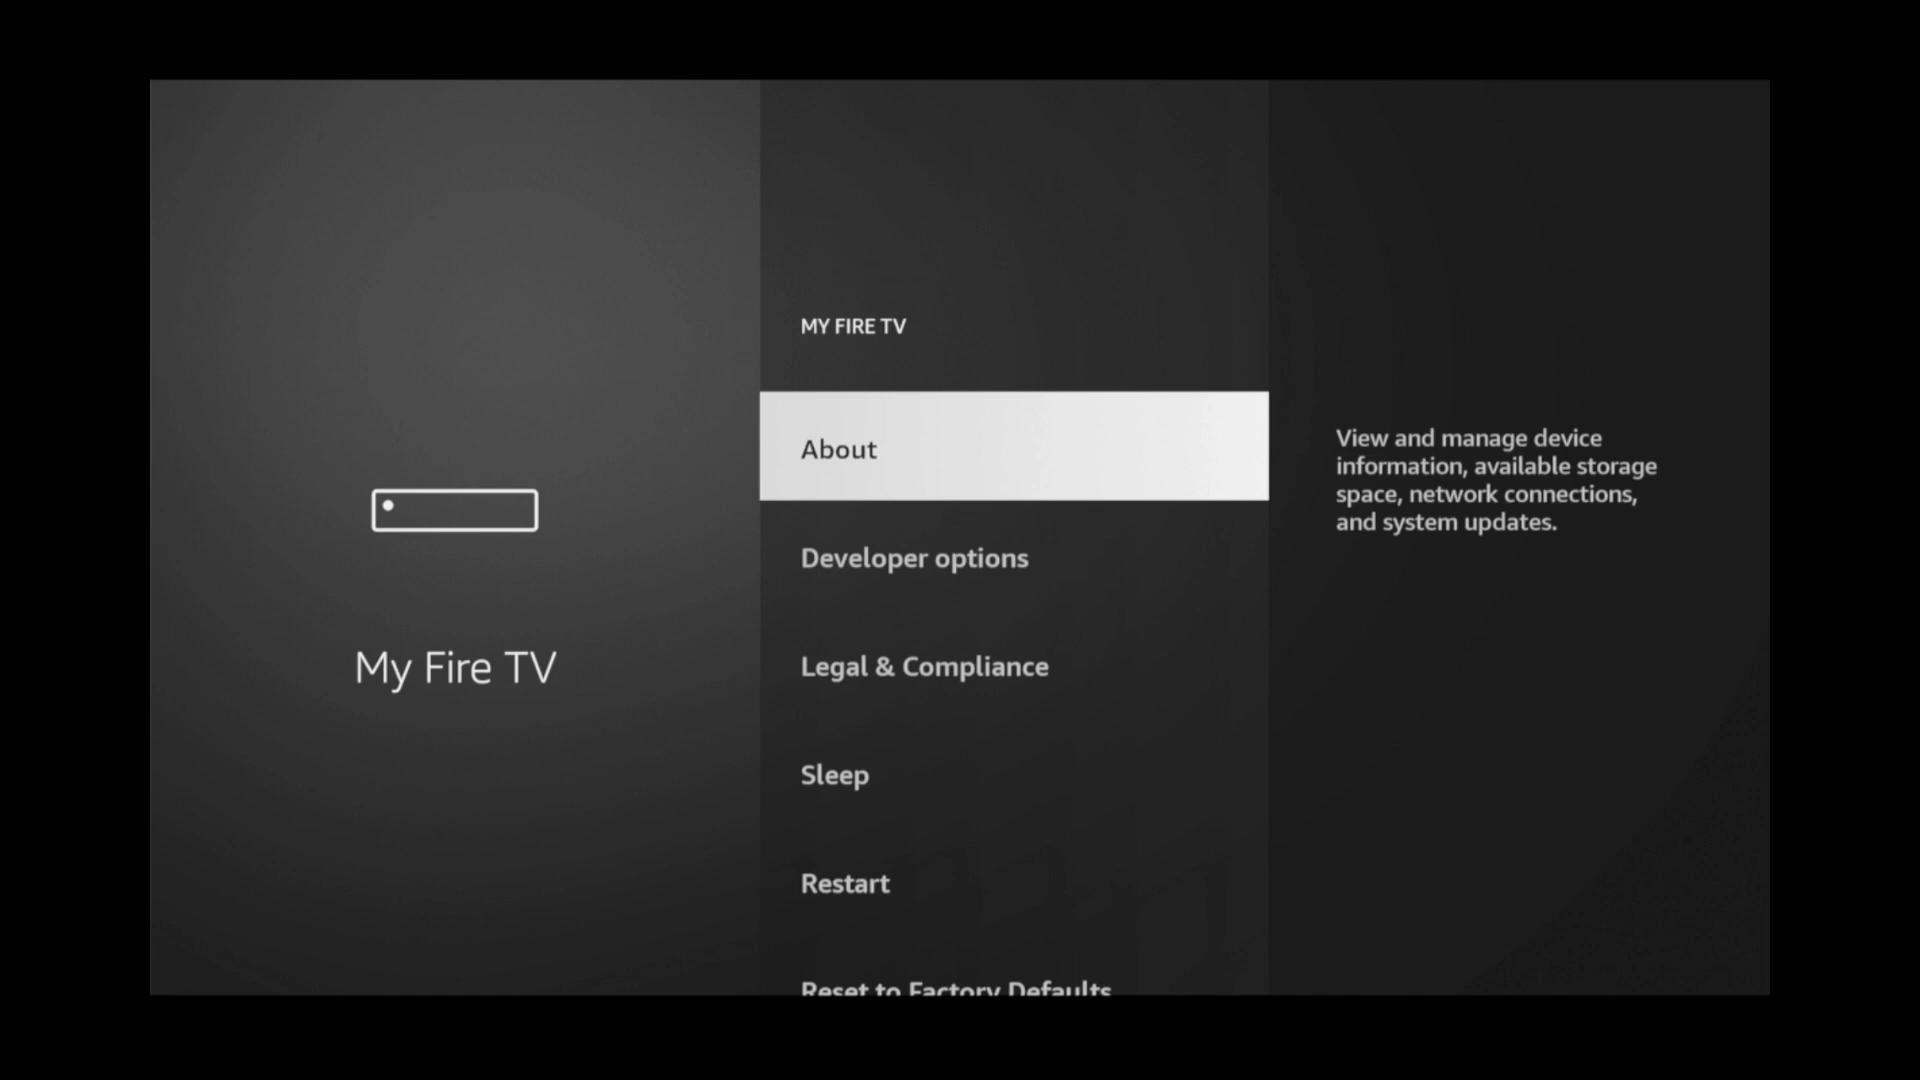 My Fire TV
MY FIRE TV
About
Developer options
Legal & Compliance
Sleep
Restart
Reset to Factory Defaults
View and manage device
information, available storage
space, network connections,
and system updates.